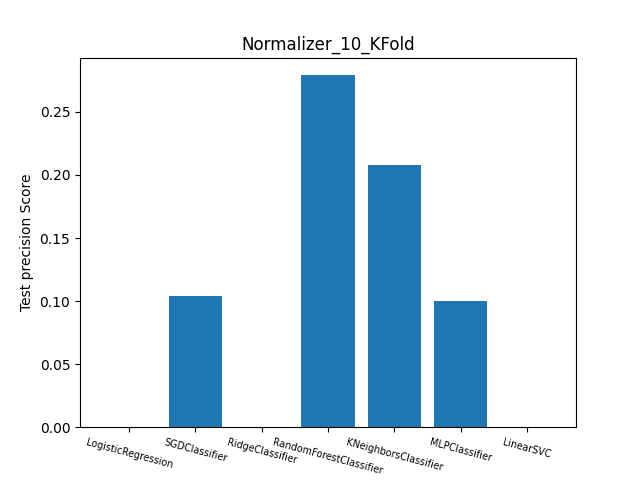 Normalizer_10_KFold
Test precision Score
0.25
0.20
0.15
0.10
0.05
0.00
LogisticRegression
SGDClassifier
RidgeClassifier
RandomForestClassifier
KNeighborsClassifier
MLPClassifier
LinearSVC